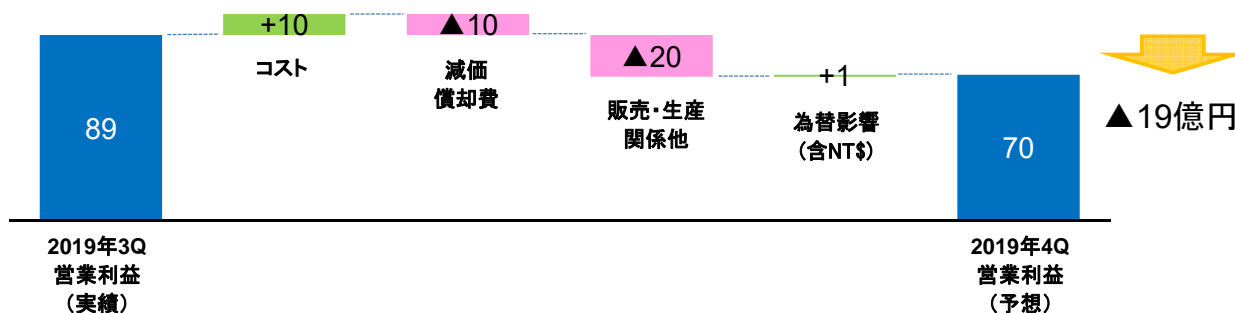 +10
▲10
コスト
減価
償却費
▲20
+1
89
販売・生産
関係他
為替影響
(含NT$)
70
▲19億円
2019年3Q
営業利益
(実績)
2019年4Q
営業利益
(予想)